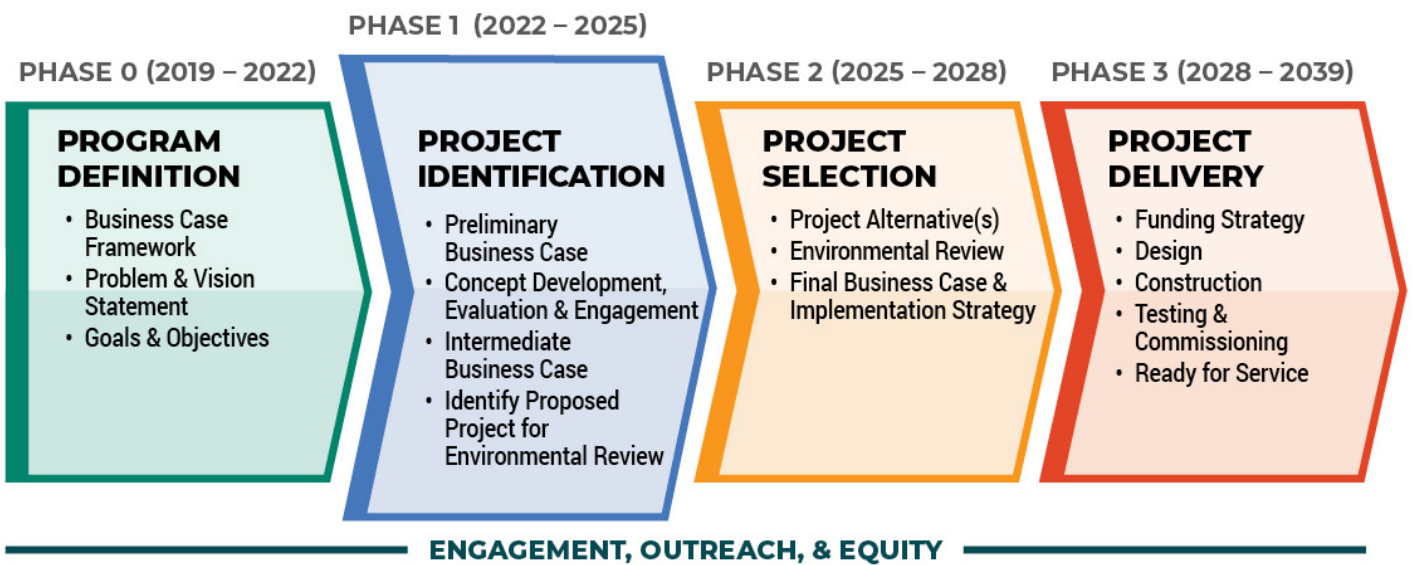 PHASE 0 (2019 – 2022)
PROGRAM
DEFINITION
• Business Case
Framework
• Problem & Vision
Statement
• Goals & Objectives
PHASE 1 (2022 – 2025)
PROJECT
IDENTIFICATION
• Preliminary
Business Case
• Concept Development,
Evaluation & Engagement
• Intermediate
Business Case
• Identify Proposed
Project for
Environmental Review
PHASE 2 (2025 – 2028)
PROJECT
SELECTION
• Project Alternative(s)
• Environmental Review
• Final Business Case &
Implementation Strategy
PHASE 3 (2028 – 2039)
PROJECT
DELIVERY
• Funding Strategy
• Design
• Construction
• Testing &
Commissioning
• Ready for Service
ENGAGEMENT, OUTREACH, & EQUITY